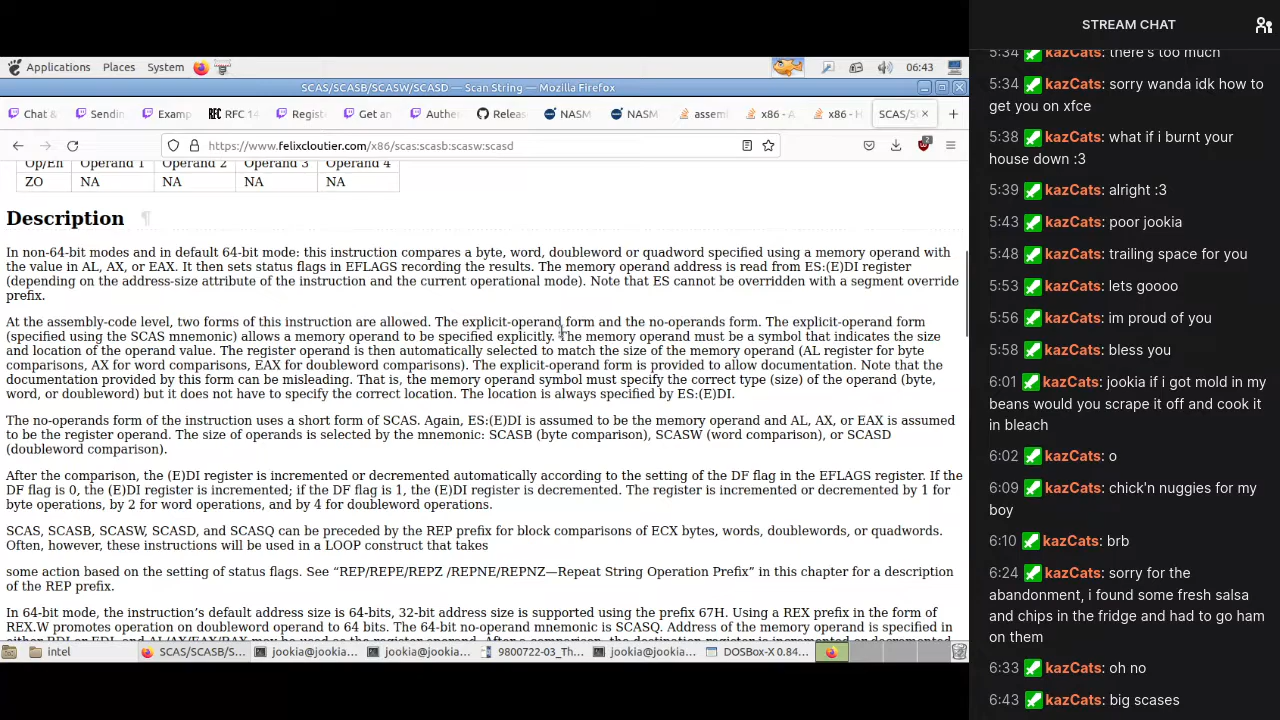 Applications Places System 06:43
SCAS/SCASB/SCASW/SCASD — Scan String — Mozilla Firefox
Chat & Sendin Examp RFC RFC 14 Regist Get an Authe Releas NASM NASM assem x86 - A x86 - H SCAS/S
https://www.felixcloutier.com/x86/scas:scasb:scasw:scasd
Op/En Operand 1 Operand 2 Operand 3 Operand 4
ZO NA NA NA NA
Description ¶
In non-64-bit modes and in default 64-bit mode: this instruction compares a byte, word, doubleword or quadword specified using a memory operand with
the value in AL, AX, or EAX. It then sets status flags in EFLAGS recording the results. The memory operand address is read from ES:(E)DI register
(depending on the address-size attribute of the instruction and the current operational mode). Note that ES cannot be overridden with a segment override
prefix.
At the assembly-code level, two forms of this instruction are allowed. The explicit-operand form and the no-operands form. The explicit-operand form
(specified using the SCAS mnemonic) allows a memory operand to be specified explicitly. The memory operand must be a symbol that indicates the size
and location of the operand value. The register operand is then automatically selected to match the size of the memory operand (AL register for byte
comparisons, AX for word comparisons, EAX for doubleword comparisons). The explicit-operand form is provided to allow documentation. Note that the
documentation provided by this form can be misleading. That is, the memory operand symbol must specify the correct type (size) of the operand (byte,
word, or doubleword) but it does not have to specify the correct location. The location is always specified by ES:(E)DI.
The no-operands form of the instruction uses a short form of SCAS. Again, ES:(E)DI is assumed to be the memory operand and AL, AX, or EAX is assumed
to be the register operand. The size of operands is selected by the mnemonic: SCASB (byte comparison), SCASW (word comparison), or SCASD
(doubleword comparison).
After the comparison, the (E)DI register is incremented or decremented automatically according to the setting of the DF flag in the EFLAGS register. If the
DF flag is 0, the (E)DI register is incremented; if the DF flag is 1, the (E)DI register is decremented. The register is incremented or decremented by 1 for
byte operations, by 2 for word operations, and by 4 for doubleword operations.
SCAS, SCASB, SCASW, SCASD, and SCASQ can be preceded by the REP prefix for block comparisons of ECX bytes, words, doublewords, or quadwords.
Often, however, these instructions will be used in a LOOP construct that takes
some action based on the setting of status flags. See “REP/REPE/REPZ /REPNE/REPNZ—Repeat String Operation Prefix” in this chapter for a description
of the REP prefix.
In 64-bit mode, the instruction’s default address size is 64-bits, 32-bit address size is supported using the prefix 67H. Using a REX prefix in the form of
REX.W promotes operation on doubleword operand to 64 bits. The 64-bit no-operand mnemonic is SCASQ. Address of the memory operand is specified in
either RDI or EDI, and AL/AX/EAX/RAX may be used as the register operand. After a comparison, the destination register is incremented or decremented
intel SCAS/SCASB/S... jookia@jookia... jookia@jookia... 9800722-03_Th... jookia@jookia... DOSBox-X 0.84...
STREAM CHAT
5:34 kazCats: there's too much
5:34 kazCats: sorry wanda idk how to
get you on xfce
5:38 kazCats: what if i burnt your
house down :3
5:39 kazCats: alright :3
5:43 kazCats: poor jookia
5:48 kazCats: trailing space for you
5:53 kazCats: lets goooo
5:56 kazCats: im proud of you
5:58 kazCats: bless you
6:01 kazCats: jookia if i got mold in my
beans would you scrape it off and cook it
in bleach
6:02 kazCats: o
6:09 kazCats: chick'n nuggies for my
boy
6:10 kazCats: brb
6:24 kazCats: sorry for the
abandonment, i found some fresh salsa
and chips in the fridge and had to go ham
on them
6:33 kazCats: oh no
6:43 kazCats: big scases